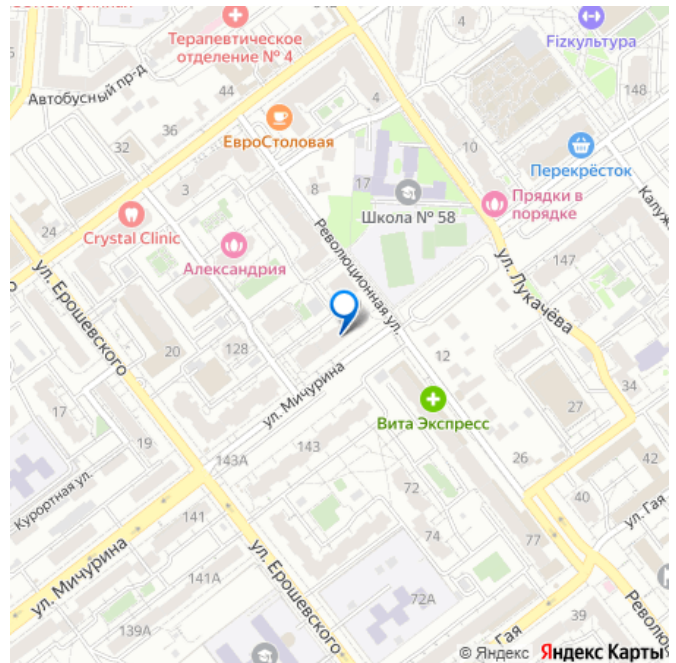 Терапевтическое
отделение № 4
4
Fizкультура
Автобусный пр-д
44
4
148
36
ЕвроСтоловая
32
10
Перекрёсток
3
8
17
Школа № 58
Прядки в
порядке
Калуж
24
Crystal Clinic
Александрия
Революционная ул.
147
ул. Лукачёва
ул. Ерошевского
20
128
12
34
17
ул. Мичурина
Вита Экспресс
27
19
143А
143
26
42
Курортная ул.
72
40
141
ул. Гая
74
77
ул. Мичурина
141А
ул. Ерошевского
72А
139А
Гая
39
Револю
© Яндекс Яндекс Карты